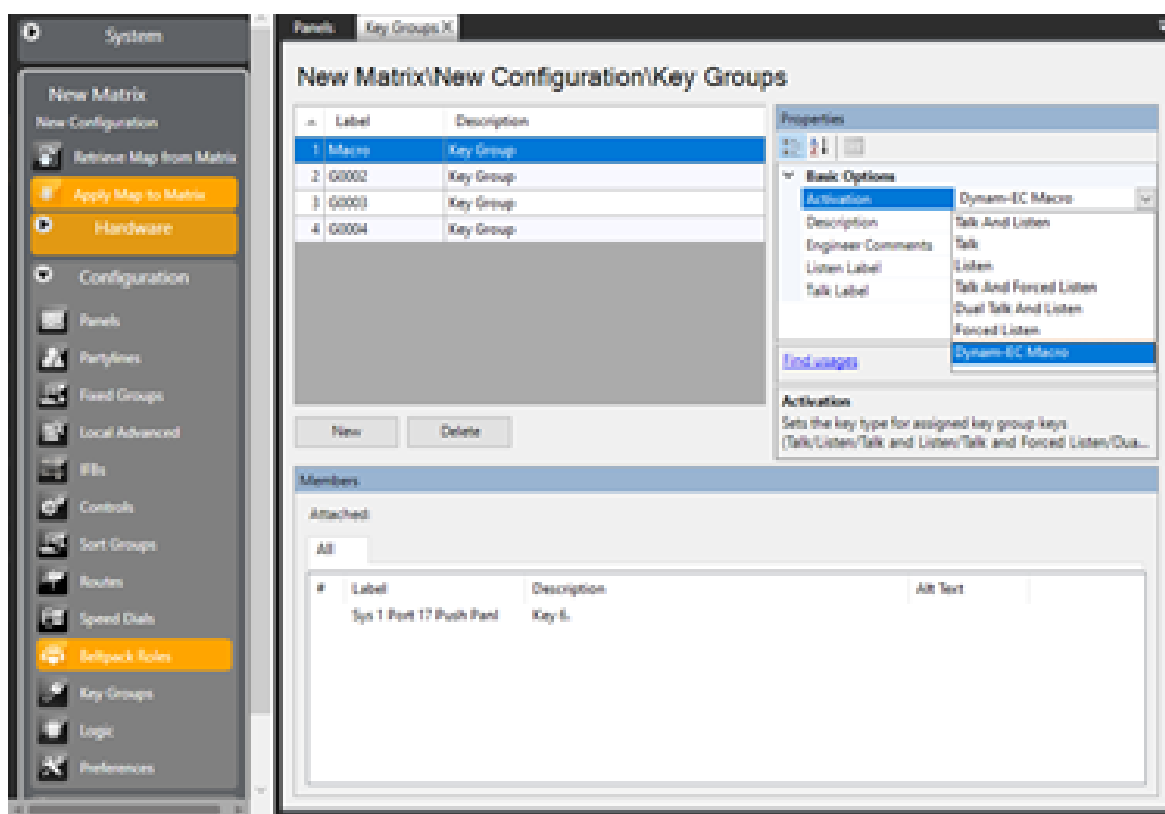 System
New Matrix
New Configuration
Retrieve Map from Matrix
Apply Map to Matrix
Hardware
Configuration
Panels
Partylines
Fixed Groups
Local Advanced
IFBs
Controls
Sort Groups
Routes
Speed Dials
Beltpack Roles
Key Groups
Logic
Preferences
Panels Key Groups X
New Matrix\New Configuration\Key Groups
Label Description
1 Macro Key Group
2 G0002 Key Group
3 G0003 Key Group
4 G0004 Key Group
New Delete
Properties
Basic Options
Activation Dynam-EC Macro
Description
Engineer Comments
Listen Label
Talk Label
Talk And Listen
Talk
Listen
Talk And Forced Listen
Dual Talk And Listen
Forced Listen
Dynam-EC Macro
Find usages
Activation
Sets the key type for assigned key group keys
(Talk/Listen/Talk and Listen/Talk and Forced Listen/Dua...
Members
Attached:
All
# Label Description Alt Text
Sys 1 Port 17 Push Panl Key 6.